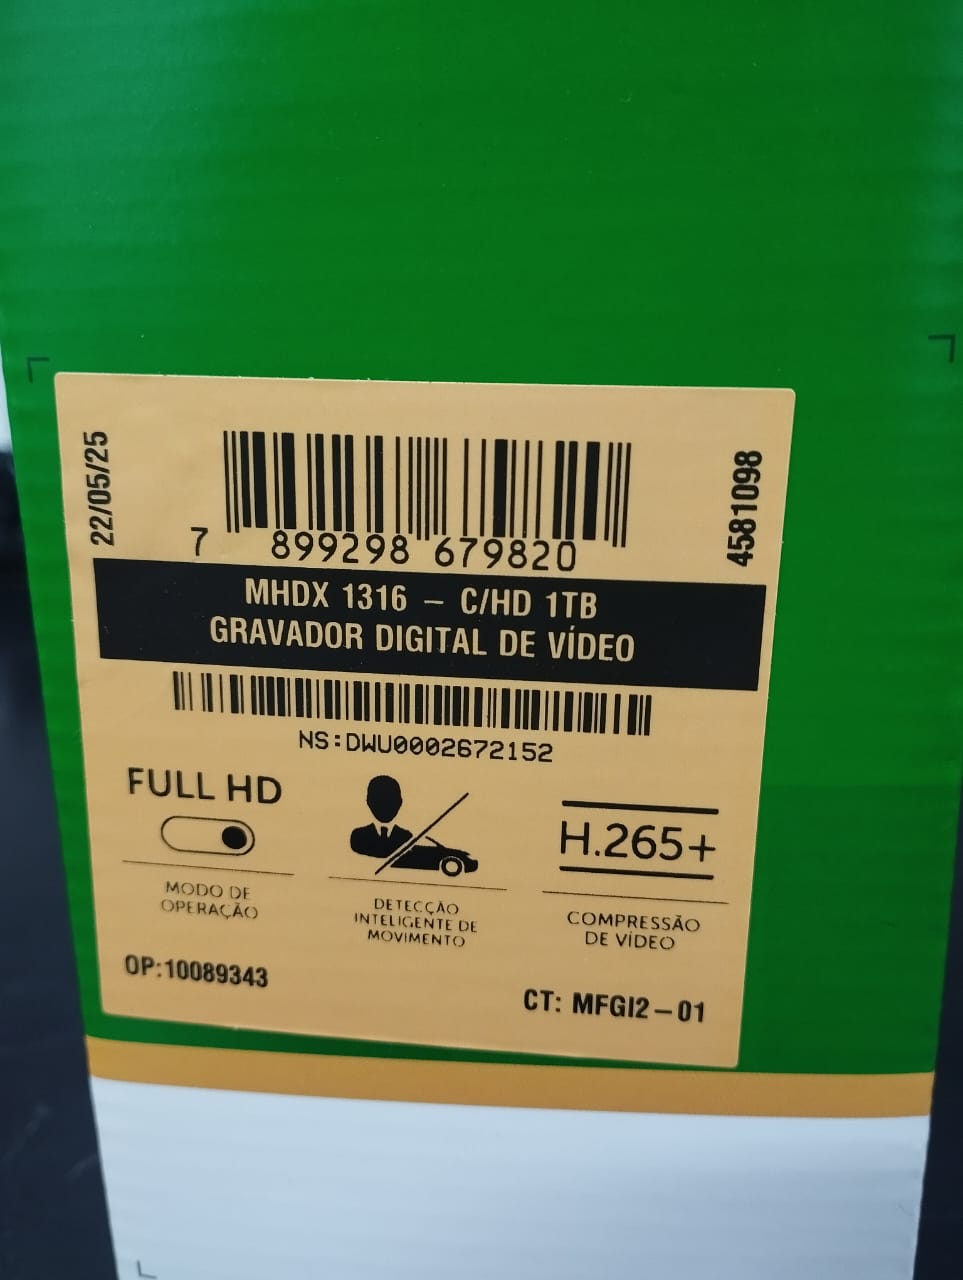 22/05/25
7 899298 679820
4581098
MHDX 1316 – C/HD 1TB
GRAVADOR DIGITAL DE VÍDEO
NS:DWU0002672152
FULL HD
MODO DE
OPERAÇÃO
DETECÇÃO
INTELIGENTE DE
MOVIMENTO
H.265+
COMPRESSÃO
DE VÍDEO
OP:10089343
CT: MFGI2–01